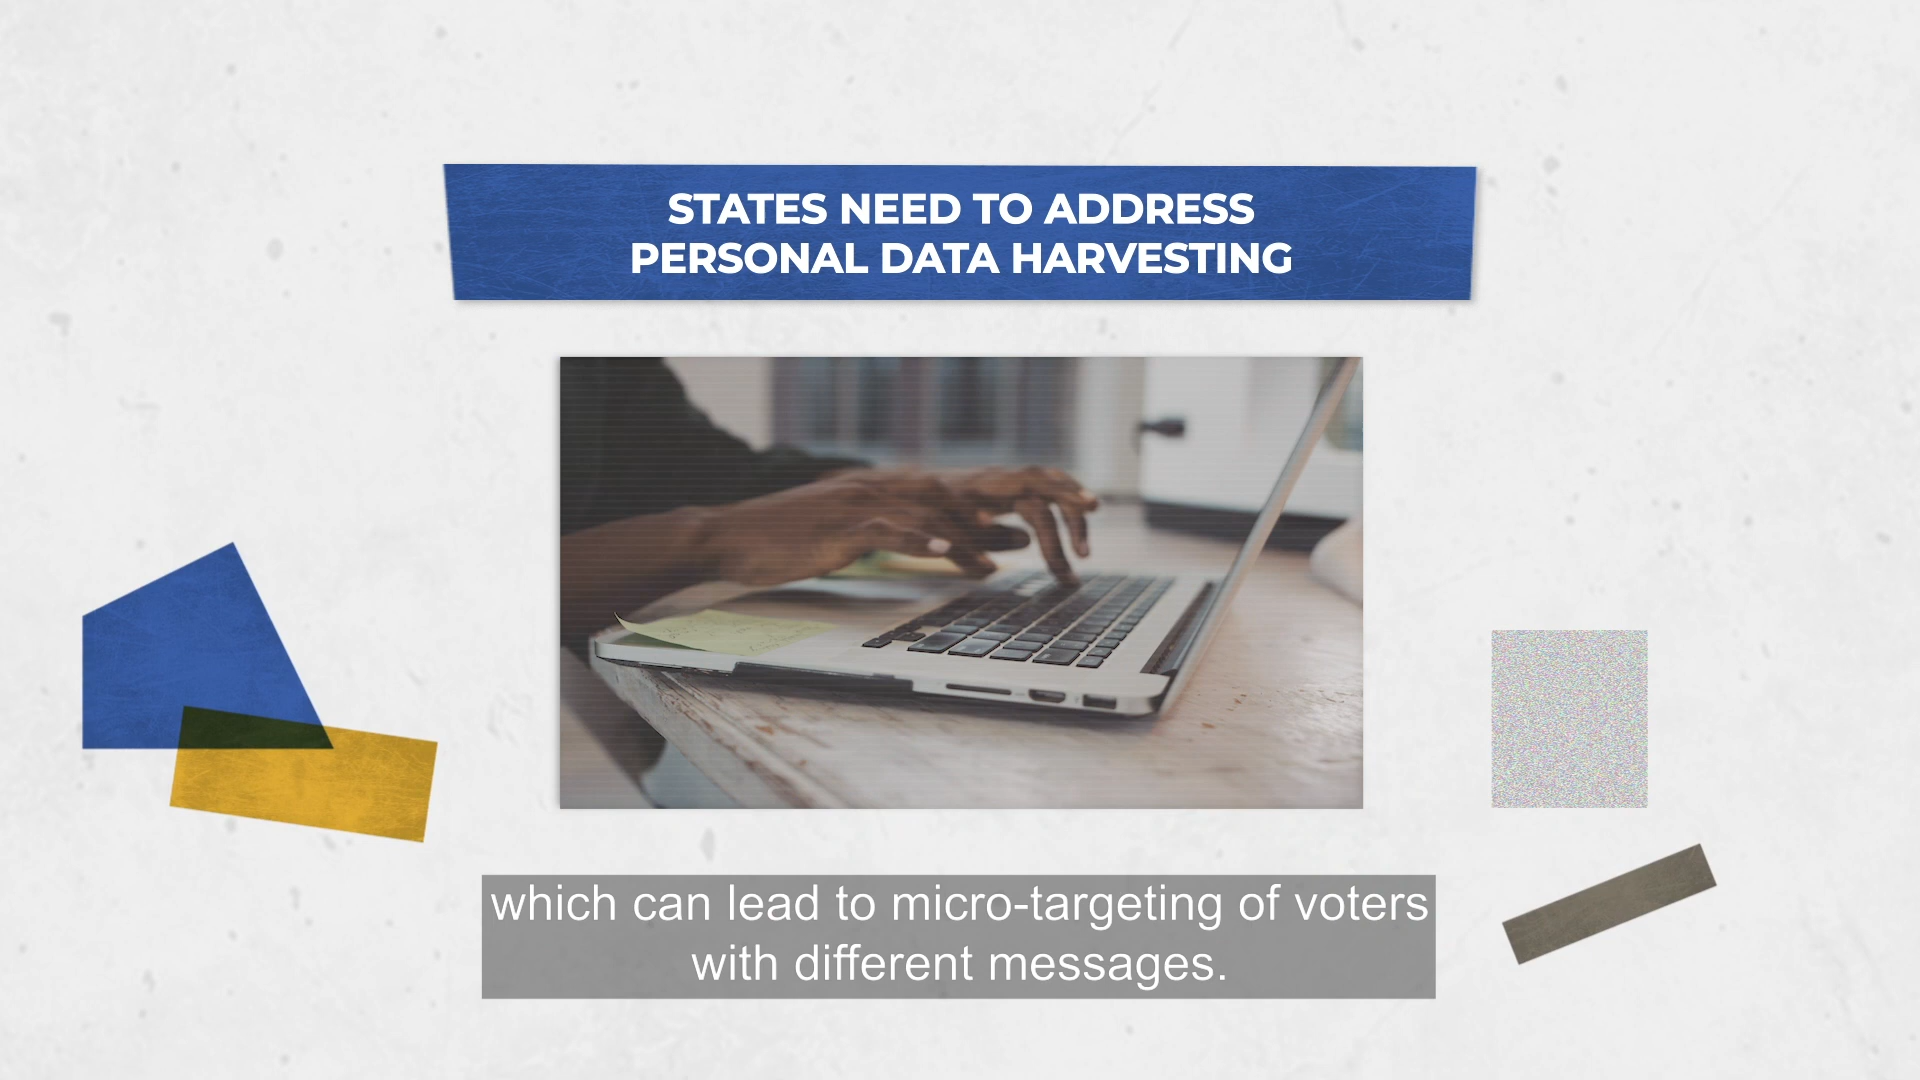 STATES NEED TO ADDRESS
PERSONAL DATA HARVESTING
which can lead to micro-targeting of voters
with different messages.